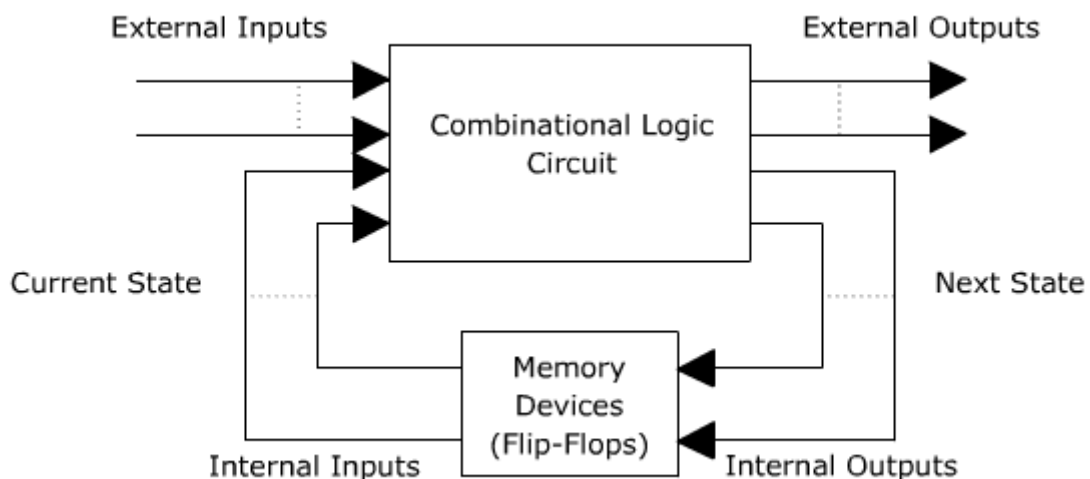 External Inputs
External Outputs
Combinational Logic
Circuit
Current State
Next State
Memory
Devices
(Flip-Flops)
Internal Inputs
Internal Outputs